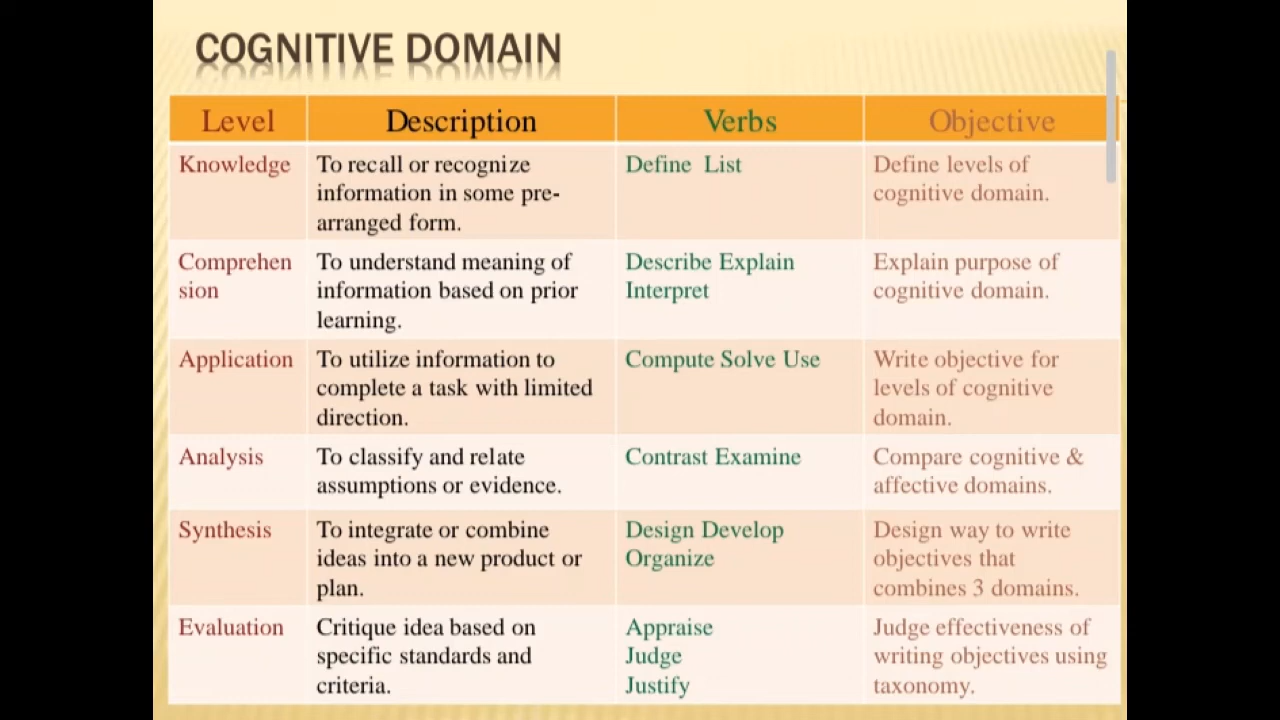 COGNITIVE DOMAIN
Level Description Verbs Objective
Knowledge
To recall or recognize
information in some pre-
arranged form.
Define List
Define levels of
cognitive domain.
Comprehen
sion
To understand meaning of
information based on prior
learning.
Describe Explain
Interpret
Explain purpose of
cognitive domain.
Application
To utilize information to
complete a task with limited
direction.
Compute Solve Use
Write objective for
levels of cognitive
domain.
Analysis
To classify and relate
assumptions or evidence.
Contrast Examine
Compare cognitive &
affective domains.
Synthesis
To integrate or combine
ideas into a new product or
plan.
Design Develop
Organize
Design way to write
objectives that
combines 3 domains.
Evaluation
Critique idea based on
specific standards and
criteria.
Appraise
Judge
Justify
Judge effectiveness of
writing objectives using
taxonomy.